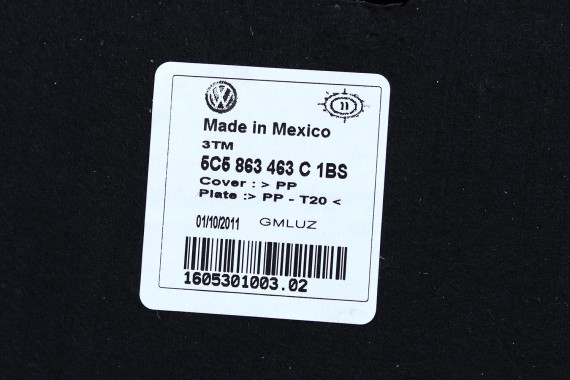 11
Made in Mexico
3TM
5C5 863 463 C 1BS
Cover : > PP
Plate :> PP - T20 <
01/10/2011 GMLUZ
1605301003.02